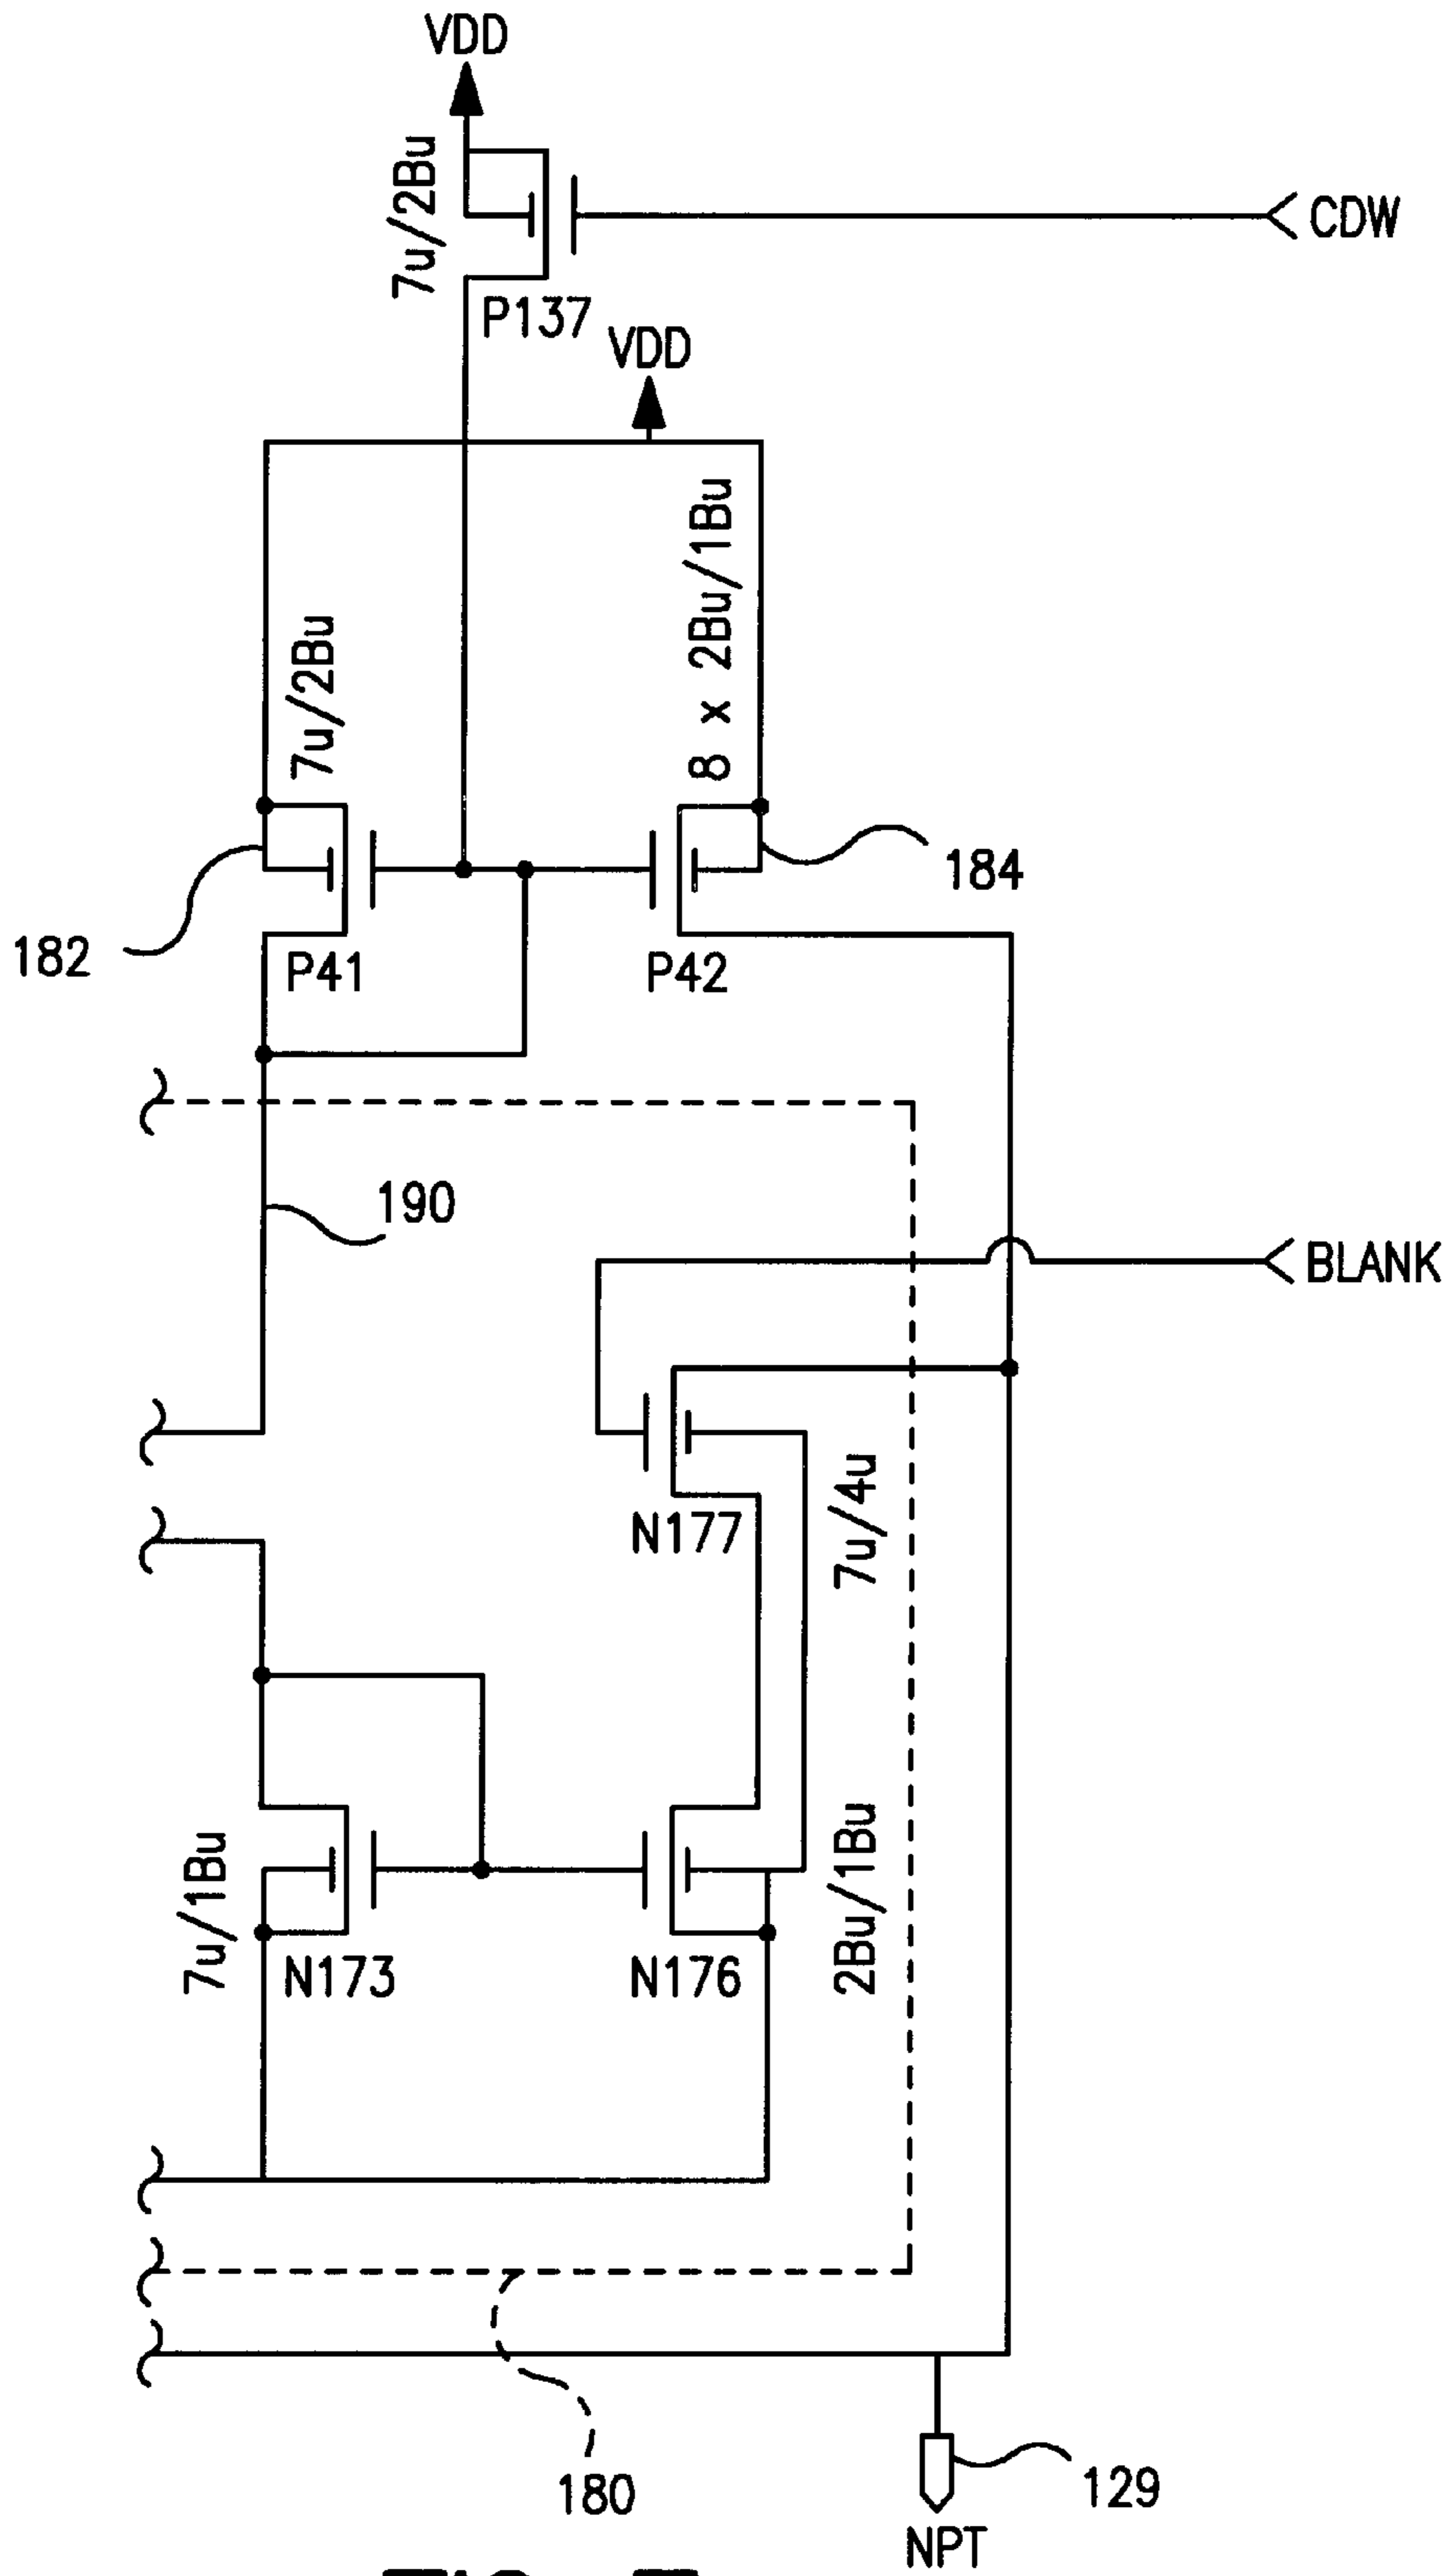 VDD
7u/2Bu
CDW
P137
VDD
7u/2Bu
8 x 2Bu/1Bu
182
184
P41
P42
190
BLANK
N177
7u/4u
7u/1Bu
2Bu/1Bu
N173
N176
180
129
NPT